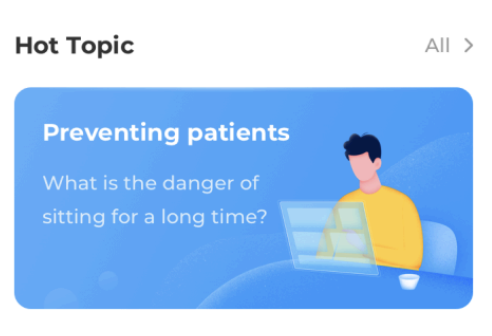 Hot Topic
All
Preventing patients
What is the danger of
sitting for a long time?